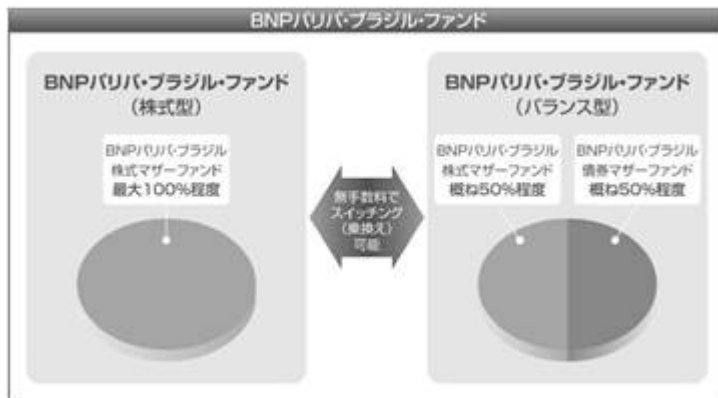 BNPパリバ・ブラジル・ファンド
BNPパリバ・ブラジル・ファンド
（株式型）
BNPパリバ・ブラジル
株式マザーファンド
最大100%程度
無手数料で
スイッチング
（乗換え）
可能
BNPパリバ・ブラジル・ファンド
（バランス型）
BNPパリバ・ブラジル
株式マザーファンド
概ね50%程度
BNPパリバ・ブラジル
債券マザーファンド
概ね50%程度